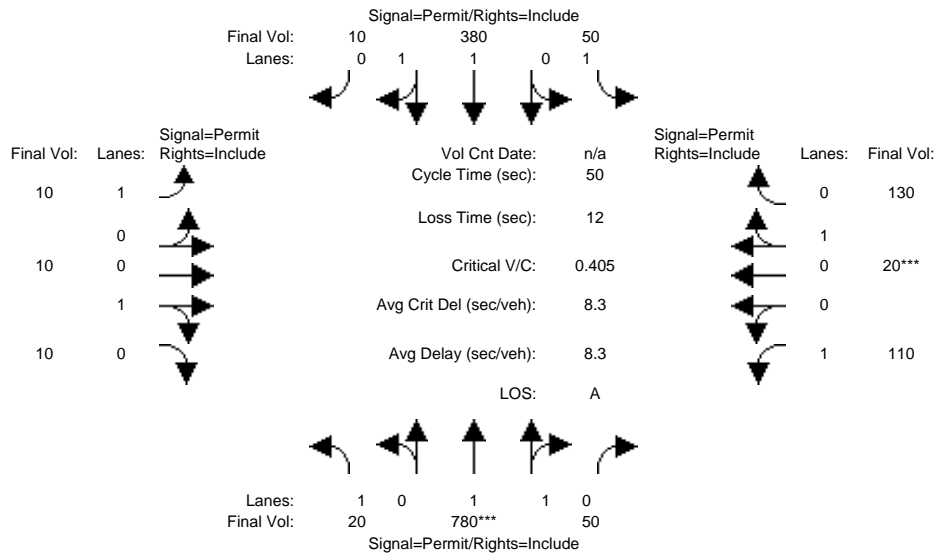 Signal=Permit/Rights=Include
Final Vol: 10 380 50
Lanes: 0 1 1 0 1
Signal=Permit
Final Vol: Lanes: Rights=Include
Vol Cnt Date: n/a
Signal=Permit
Rights=Include Lanes: Final Vol:
Cycle Time (sec): 50
10 1
0 130
Loss Time (sec): 12
0
1
10 0
Critical V/C: 0.405
0 20***
1
Avg Crit Del (sec/veh): 8.3
0
10 0
Avg Delay (sec/veh): 8.3
1 110
LOS: A
Lanes: 1 0 1 1 0
Final Vol: 20 780*** 50
Signal=Permit/Rights=Include